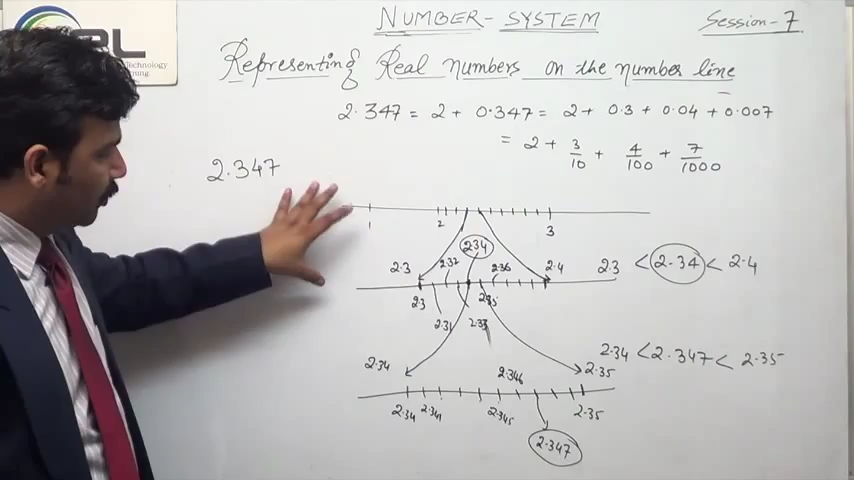 NUMBER-SYSTEM
Session-7
Representing Real Numbers on the number line
2.347 = 2 + 0.347 = 2 + 0.3 + 0.04 + 0.007
= 2 + 3/10 + 4/100 + 7/1000
2.347
1 2 3
2.34
2.3 2.32 2.36 2.4
2.3 < 2.34 < 2.4
2.3 2.35
2.31 2.33
2.34 < 2.347 < 2.35
2.34 2.346 2.35
2.34 2.341 2.345 2.35
2.347